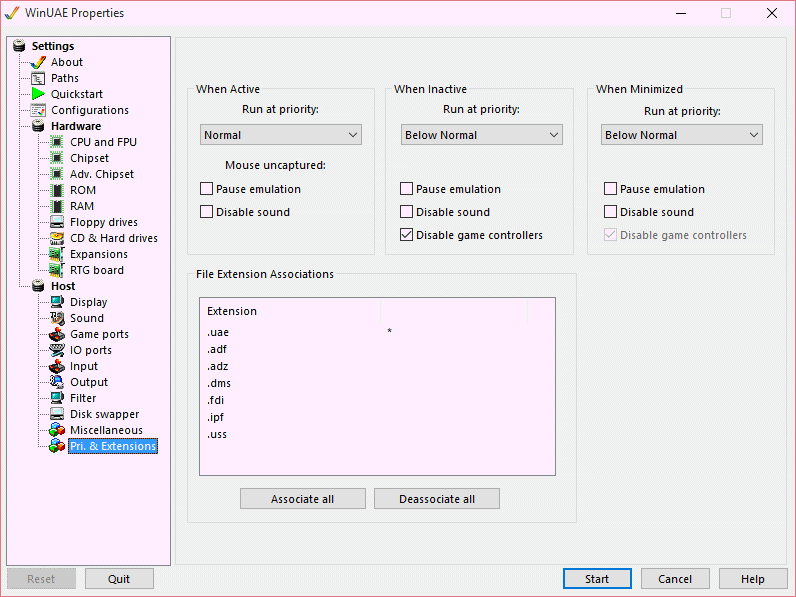 WinUAE Properties
Settings
About
Paths
Quickstart
Configurations
Hardware
CPU and FPU
Chipset
Adv. Chipset
ROM
RAM
Floppy drives
CD & Hard drives
Expansions
RTG board
Host
Display
Sound
Game ports
IO ports
Input
Output
Filter
Disk swapper
Miscellaneous
Pri. & Extensions
When Active
Run at priority:
Normal
Mouse uncaptured:
Pause emulation
Disable sound
When Inactive
Run at priority:
Below Normal
Pause emulation
Disable sound
Disable game controllers
When Minimized
Run at priority:
Below Normal
Pause emulation
Disable sound
Disable game controllers
File Extension Associations
Extension
.uae *
.adf
.adz
.dms
.fdi
.ipf
.uss
Associate all Deassociate all
Reset Quit Start Cancel Help